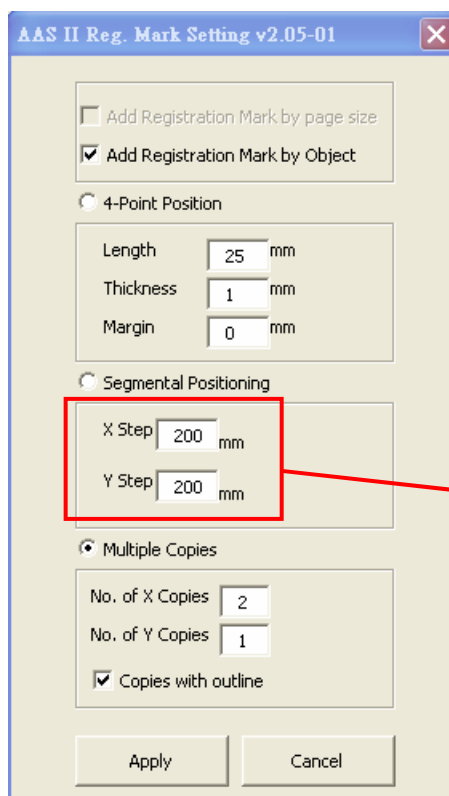 AAS II Reg. Mark Setting v2.05-01
Add Registration Mark by page size
Add Registration Mark by Object
4-Point Position
Length 25 mm
Thickness 1 mm
Margin 0 mm
Segmental Positioning
X Step 200 mm
Y Step 200 mm
Multiple Copies
No. of X Copies 2
No. of Y Copies 1
Copies with outline
Apply Cancel